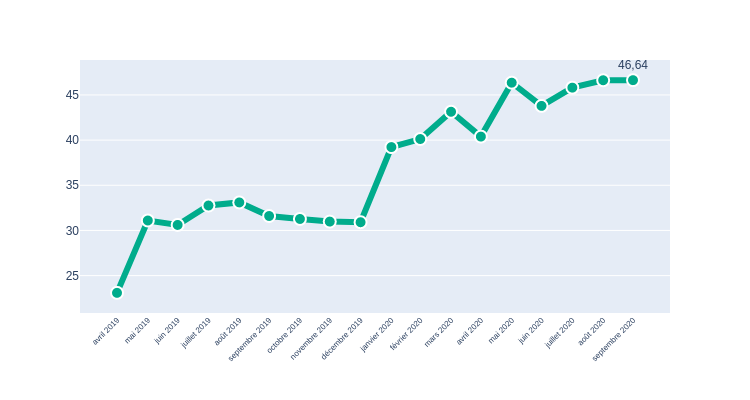 46,64
45
40
35
30
25
avril 2019
mai 2019
juin 2019
juillet 2019
août 2019
septembre 2019
octobre 2019
novembre 2019
décembre 2019
janvier 2020
février 2020
mars 2020
avril 2020
mai 2020
juin 2020
juillet 2020
août 2020
septembre 2020